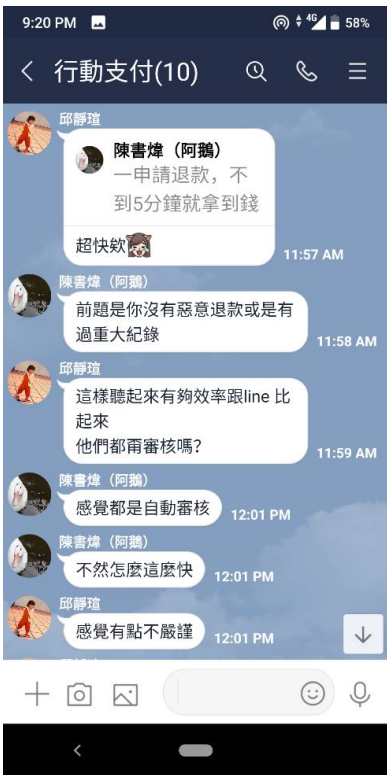 9:20 PM
4G
58%
行動支付(10)
邱靜瑄
陳書煒（阿鵝）
一申請退款，不
到5分鐘就拿到錢
超快欸
11:57 AM
陳書煒（阿鵝）
前題是你沒有惡意退款或是有
過重大紀錄
11:58 AM
邱靜瑄
這樣聽起來有夠效率跟line 比
起來
他們都甭審核嗎?
11:59 AM
陳書煒（阿鵝）
感覺都是自動審核
12:01 PM
陳書煒（阿鵝）
不然怎麼這麼快
12:01 PM
邱靜瑄
感覺有點不嚴謹
12:01 PM